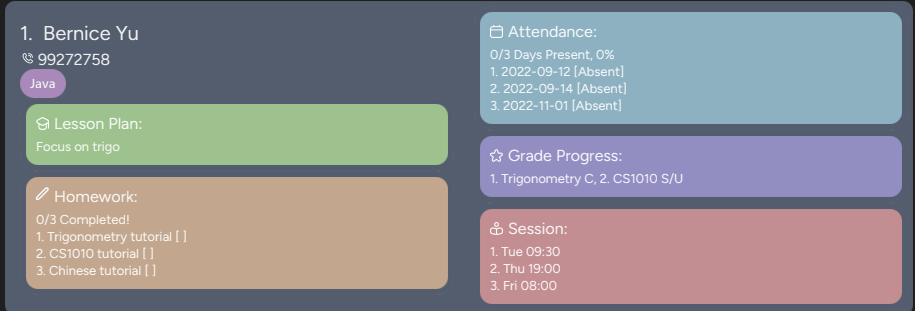 1. Bernice Yu
99272758
Java
Lesson Plan:
Focus on trigo
Homework:
0/3 Completed!
1. Trigonometry tutorial [ ]
2. CS1010 tutorial [ ]
3. Chinese tutorial [ ]
Attendance:
0/3 Days Present, 0%
1. 2022-09-12 [Absent]
2. 2022-09-14 [Absent]
3. 2022-11-01 [Absent]
Grade Progress:
1. Trigonometry C, 2. CS1010 S/U
Session:
1. Tue 09:30
2. Thu 19:00
3. Fri 08:00